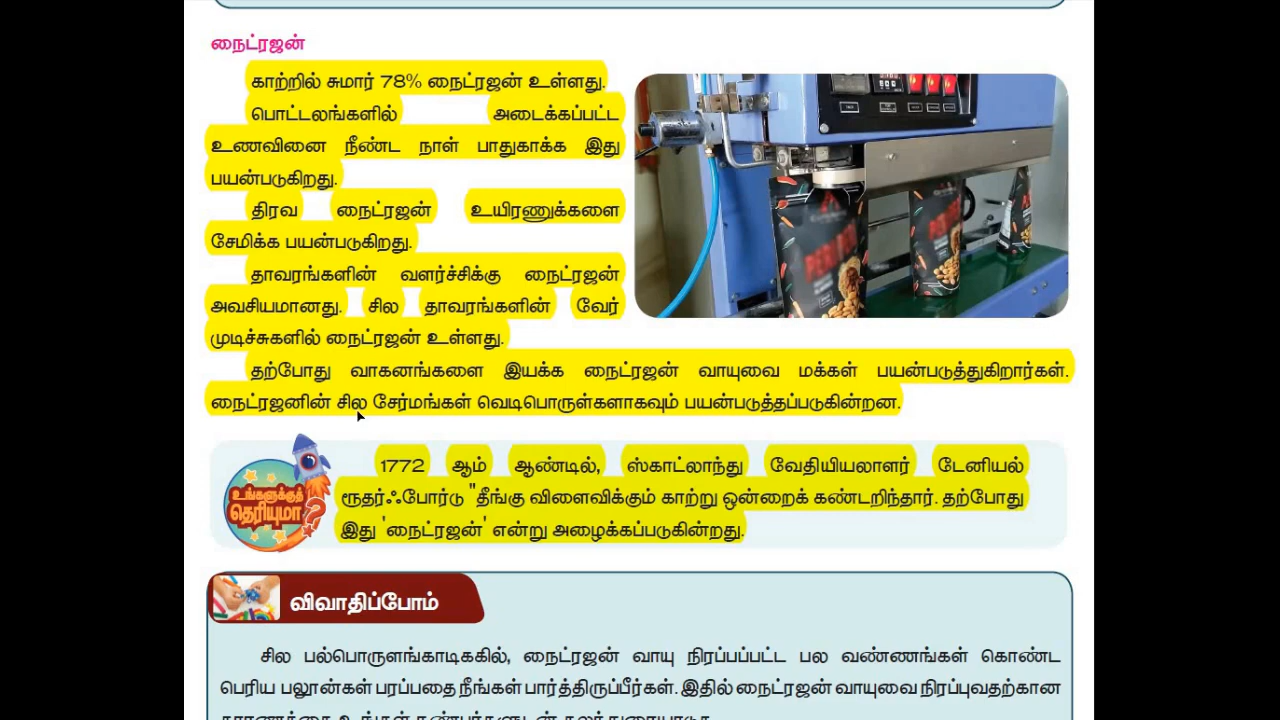 நைட்ரஜன்
காற்றில் சுமார் 78% நைட்ரஜன் உள்ளது.
பொட்டலங்களில் அடைக்கப்பட்ட
உணவினை நீண்ட நாள் பாதுகாக்க இது
பயன்படுகிறது.
திரவ நைட்ரஜன் உயிரணுக்களை
சேமிக்க பயன்படுகிறது.
தாவரங்களின் வளர்ச்சிக்கு நைட்ரஜன்
அவசியமானது. சில தாவரங்களின் வேர்
முடிச்சுகளில் நைட்ரஜன் உள்ளது.
தற்போது வாகனங்களை இயக்க நைட்ரஜன் வாயுவை மக்கள் பயன்படுத்துகிறார்கள்.
நைட்ரஜனின் சில சேர்மங்கள் வெடிபொருள்களாகவும் பயன்படுத்தப்படுகின்றன.
உங்களுக்குத்
தெரியுமா?
1772 ஆம் ஆண்டில், ஸ்காட்லாந்து வேதியியலாளர் டேனியல்
ரூதர்ஃபோர்டு "தீங்கு விளைவிக்கும் காற்று ஒன்றைக் கண்டறிந்தார். தற்போது
இது 'நைட்ரஜன்' என்று அழைக்கப்படுகின்றது.
விவாதிப்போம்
சில பல்பொருளங்காடிககில், நைட்ரஜன் வாயு நிரப்பப்பட்ட பல வண்ணங்கள் கொண்ட
பெரிய பலூன்கள் பரப்பதை நீங்கள் பார்த்திருப்பீர்கள். இதில் நைட்ரஜன் வாயுவை நிரப்புவதற்கான